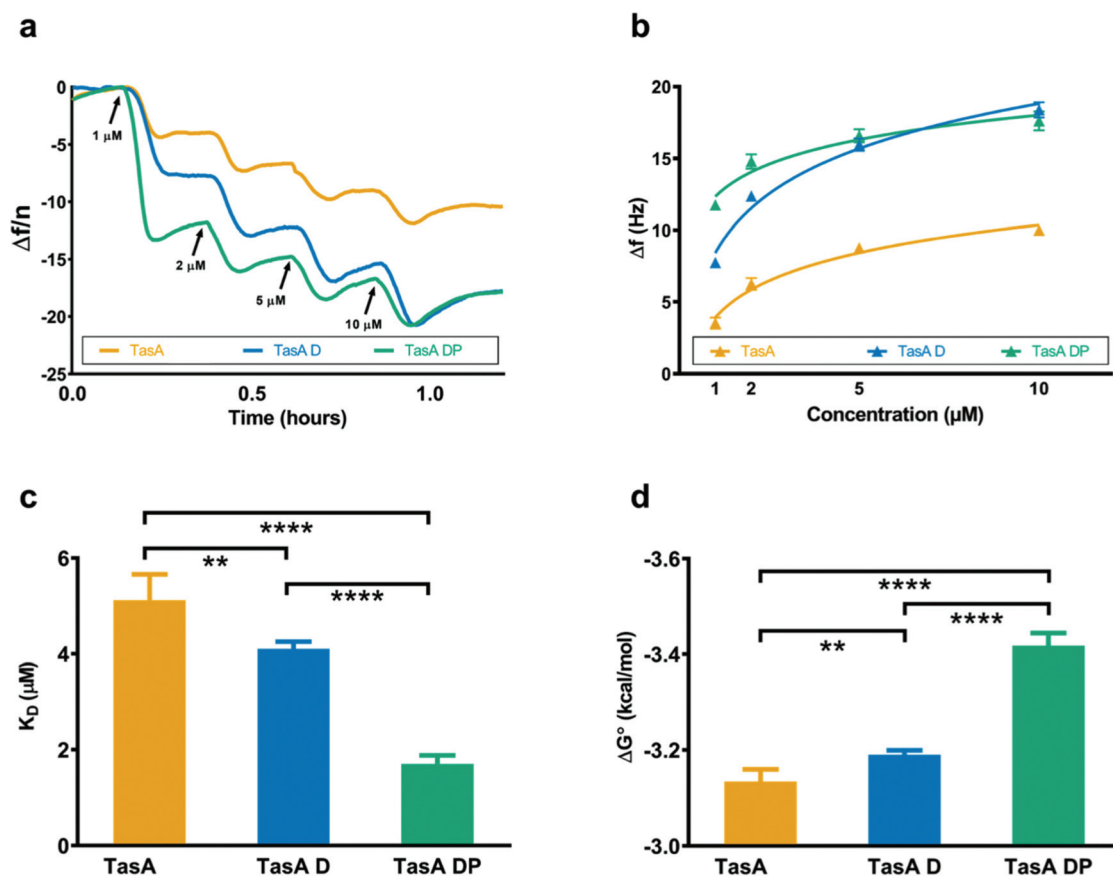 a
0
-5
-10
-15
-20
-25
Δf/n
1 μM
2 μM
5 μM
10 μM
TasA TasA D TasA DP
0.0 0.5 1.0
Time (hours)
b
20
15
10
5
0
Δf (Hz)
TasA TasA D TasA DP
1 2 5 10
Concentration (μM)
c
****
**
****
6
4
2
0
KD (μM)
TasA TasA D TasA DP
d
-3.6
-3.4
-3.2
-3.0
ΔG° (kcal/mol)
****
****
**
TasA TasA D TasA DP